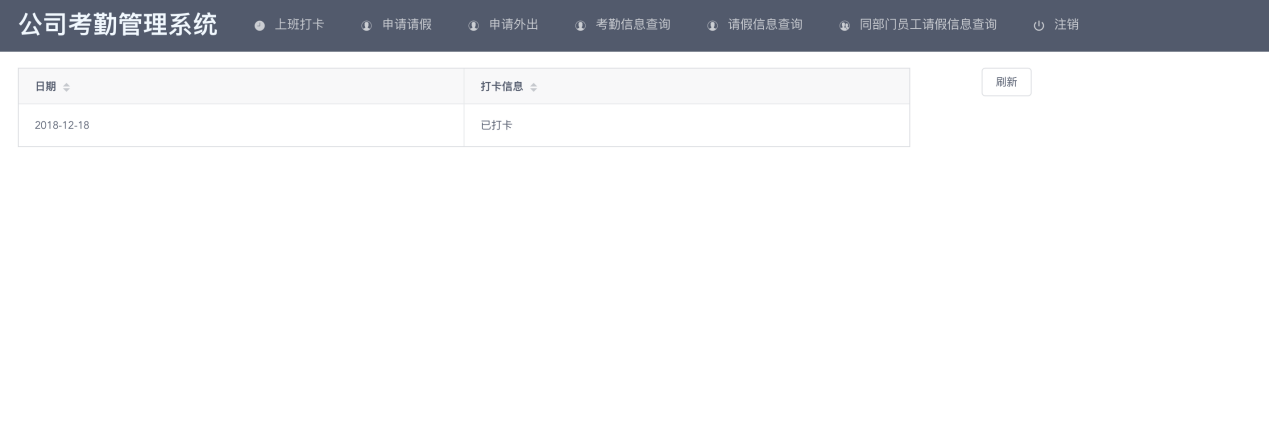 公司考勤管理系统 上班打卡 申请请假 申请外出 考勤信息查询 请假信息查询 同部门员工请假信息查询 注销
日期 打卡信息 刷新
2018-12-18 已打卡